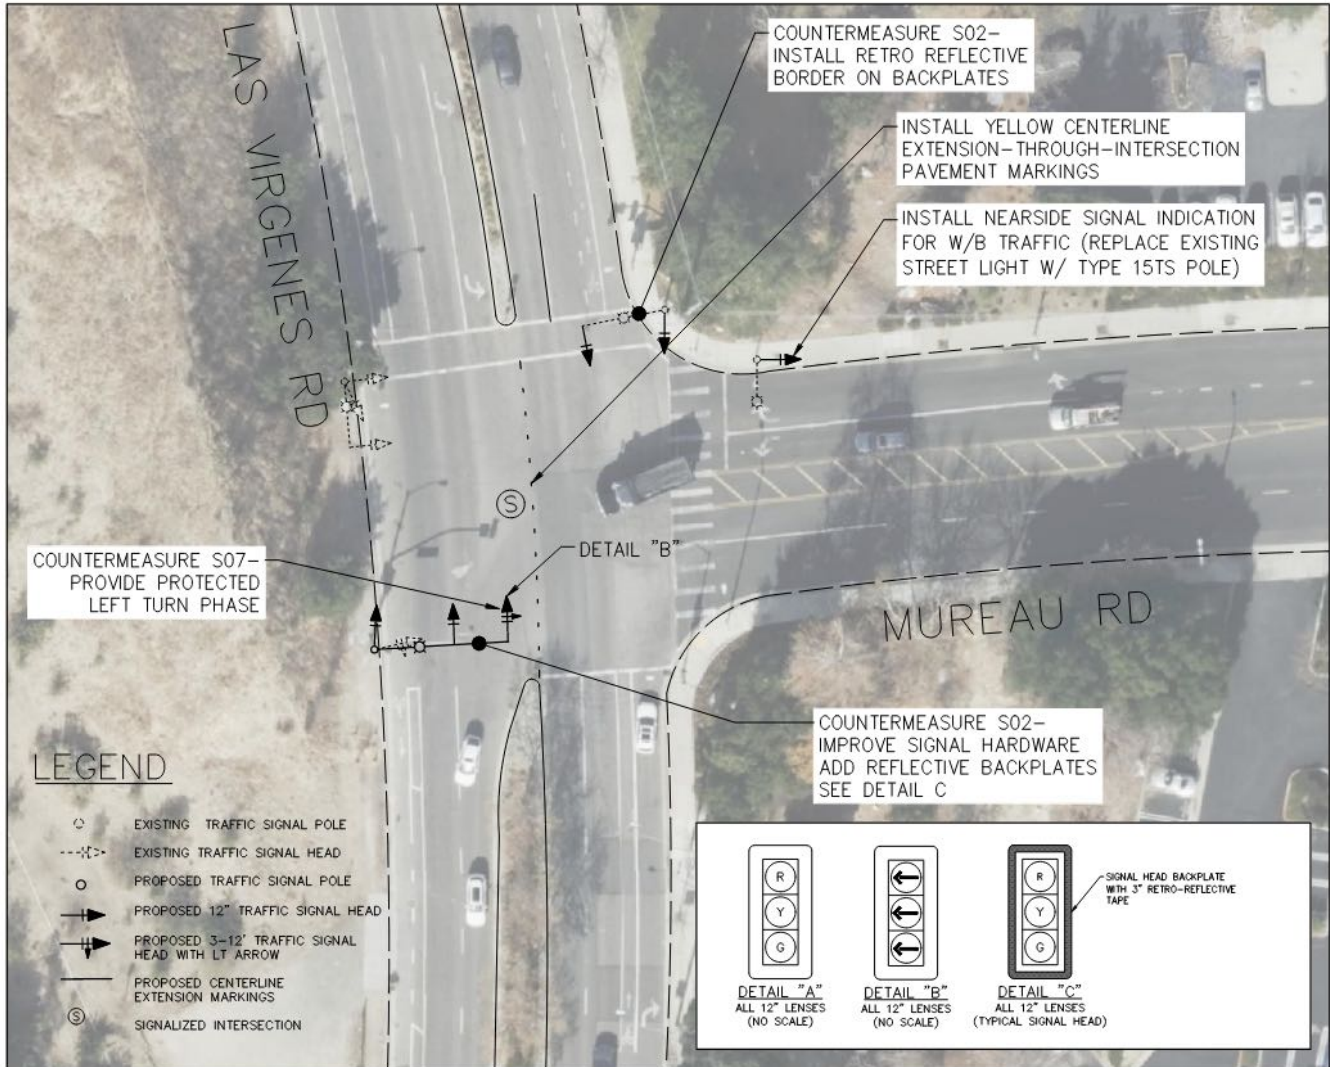 LAS VIRGENES RD
COUNTERMEASURE S02-
INSTALL RETRO REFLECTIVE
BORDER ON BACKPLATES
INSTALL YELLOW CENTERLINE
EXTENSION-THROUGH-INTERSECTION
PAVEMENT MARKINGS
INSTALL NEARSIDE SIGNAL INDICATION
FOR W/B TRAFFIC (REPLACE EXISTING
STREET LIGHT W/ TYPE 15TS POLE)
S
DETAIL "B"
COUNTERMEASURE S07-
PROVIDE PROTECTED
LEFT TURN PHASE
MUREAU RD
COUNTERMEASURE S02-
IMPROVE SIGNAL HARDWARE
ADD REFLECTIVE BACKPLATES
SEE DETAIL C
LEGEND
EXISTING TRAFFIC SIGNAL POLE
EXISTING TRAFFIC SIGNAL HEAD
PROPOSED TRAFFIC SIGNAL POLE
PROPOSED 12" TRAFFIC SIGNAL HEAD
PROPOSED 3-12' TRAFFIC SIGNAL
HEAD WITH LT ARROW
PROPOSED CENTERLINE
EXTENSION MARKINGS
S
SIGNALIZED INTERSECTION
R
Y
G
DETAIL "A"
ALL 12" LENSES
(NO SCALE)
DETAIL "B"
ALL 12" LENSES
(NO SCALE)
R
Y
G
DETAIL "C"
ALL 12" LENSES
(TYPICAL SIGNAL HEAD)
SIGNAL HEAD BACKPLATE
WITH 3" RETRO-REFLECTIVE
TAPE